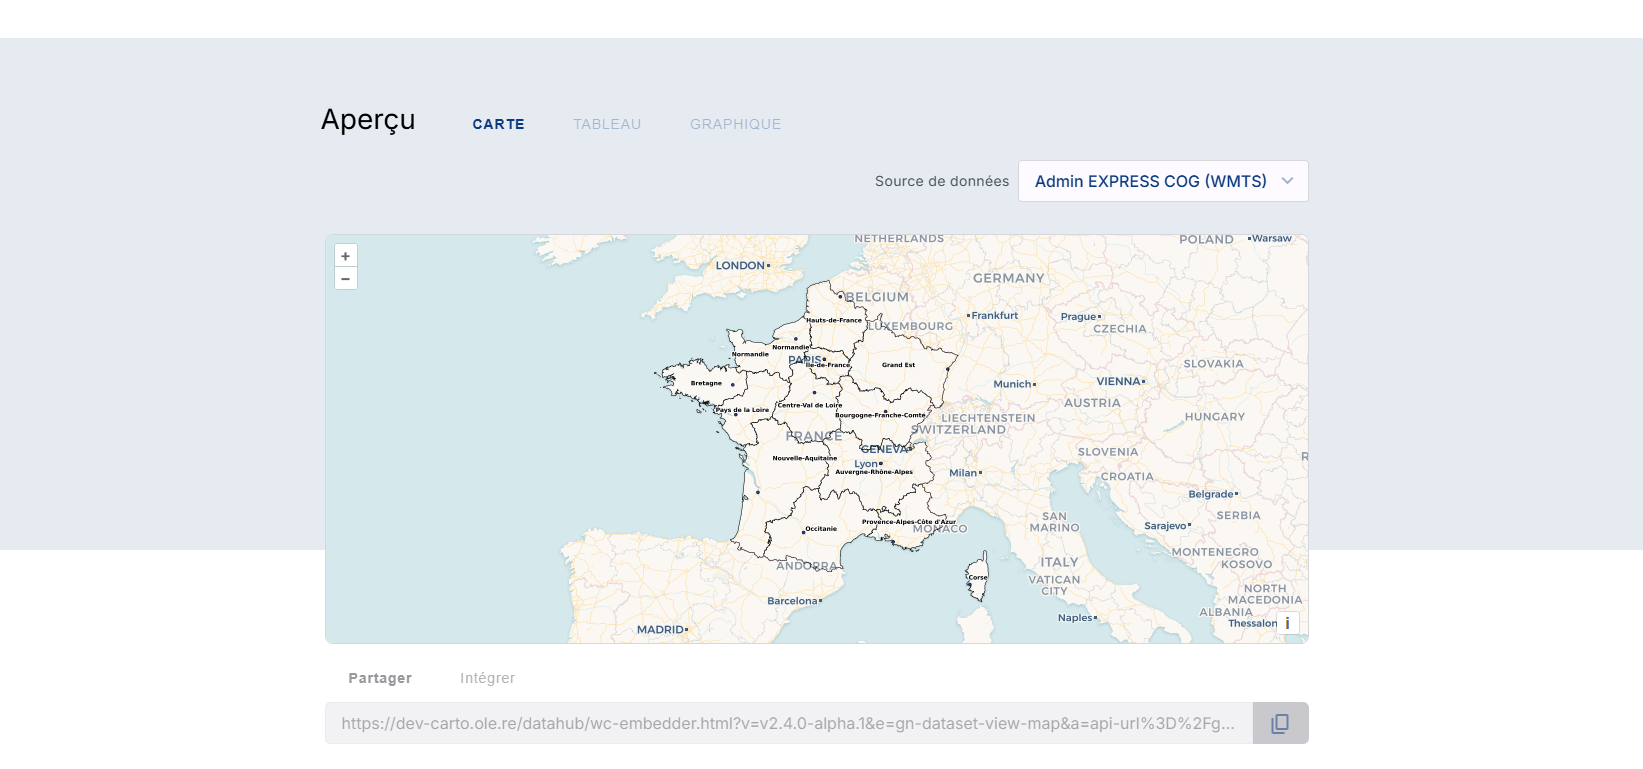 Aperçu
CARTE
TABLEAU
GRAPHIQUE
Source de données
Admin EXPRESS COG (WMTS)
+
−
NETHERLANDS
POLAND
Warsaw
LONDON
GERMANY
BELGIUM
Hauts-de-France
LUXEMBOURG
Frankfurt
Prague
CZECHIA
Normandie
Normandie
PARIS
Île-de-France
Grand Est
SLOVAKIA
Bretagne
Munich
VIENNA
AUSTRIA
Pays de la Loire
Centre-Val de Loire
Bourgogne-Franche-Comté
LIECHTENSTEIN
SWITZERLAND
HUNGARY
FRANCE
GENEVA
SLOVENIA
Nouvelle-Aquitaine
Lyon
Auvergne-Rhône-Alpes
Milan
CROATIA
R
Belgrade
SERBIA
SAN
MARINO
Sarajevo
Occitanie
Provence-Alpes-Côte d'Azur
MONACO
MONTENEGRO
KOSOVO
ANDORRA
ITALY
Corse
VATICAN
CITY
NORTH
MACEDONIA
Barcelona
ALBANIA
Naples
Thessalon
MADRID
i
Partager
Intégrer
https://dev-carto.ole.re/datahub/wc-embedder.html?v=v2.4.0-alpha.1&e=gn-dataset-view-map&a=api-url%3D%2Fg...